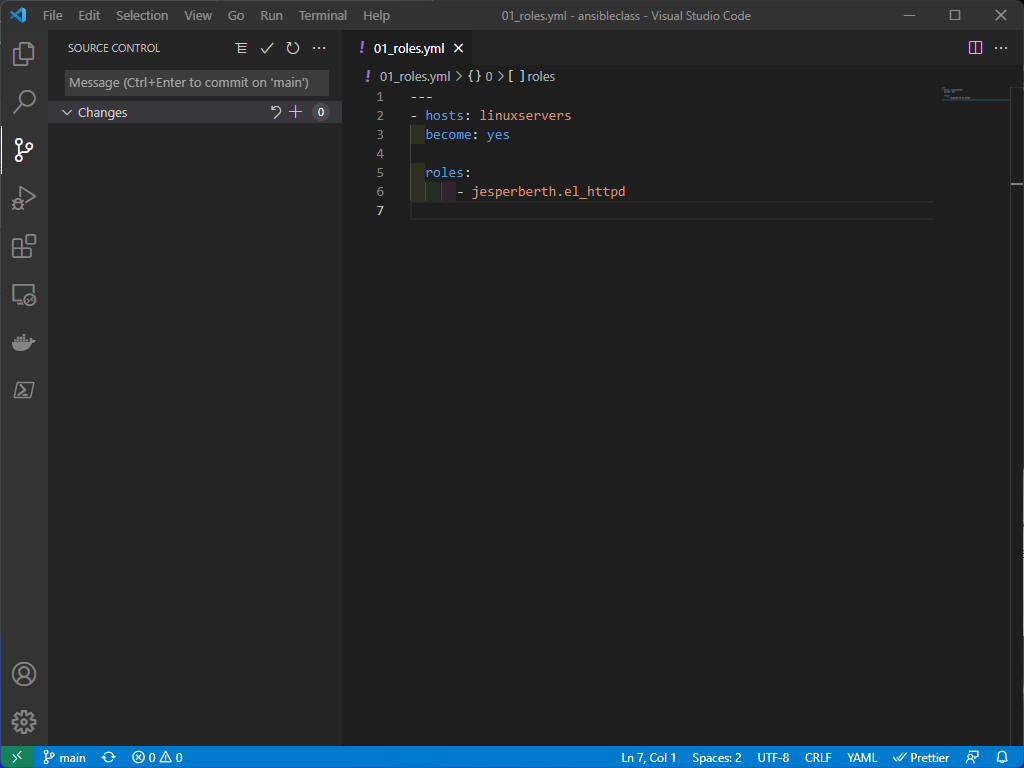 File Edit Selection View Go Run Terminal Help 01_roles.yml - ansibleclass - Visual Studio Code
SOURCE CONTROL
Message (Ctrl+Enter to commit on 'main')
Changes 0
01_roles.yml
01_roles.yml > {} 0 > [ ] roles
1 ---
2 - hosts: linuxservers
3 become: yes
4
5 roles:
6 - jesperberth.el_httpd
7
main 0 0 Ln 7, Col 1 Spaces: 2 UTF-8 CRLF YAML Prettier